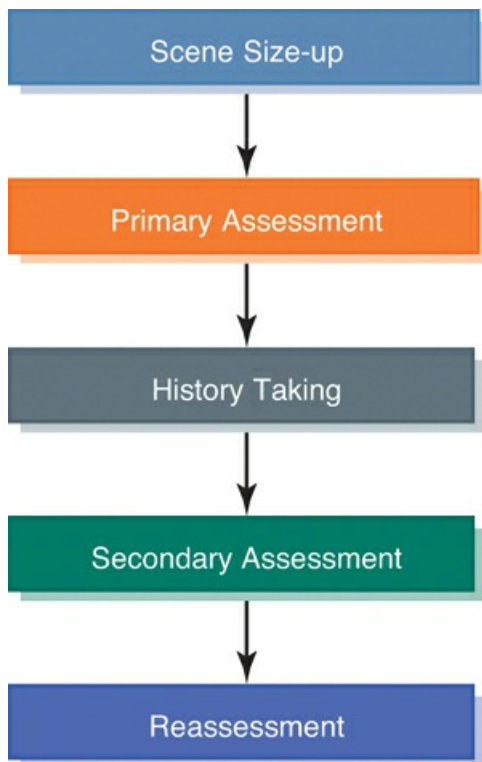 Scene Size-up
Primary Assessment
History Taking
Secondary Assessment
Reassessment